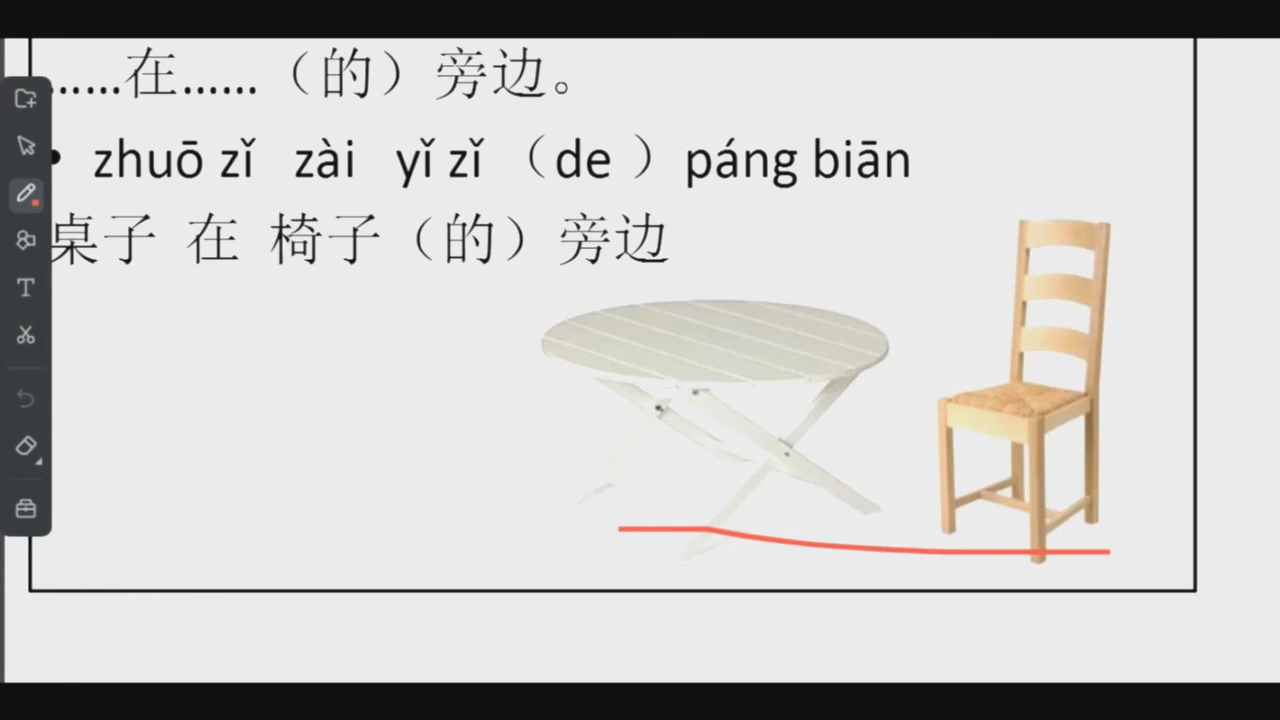 ……在……（的）旁边。
• zhuō zǐ zài yǐ zǐ （de ）páng biān
桌子 在 椅子（的）旁边
T